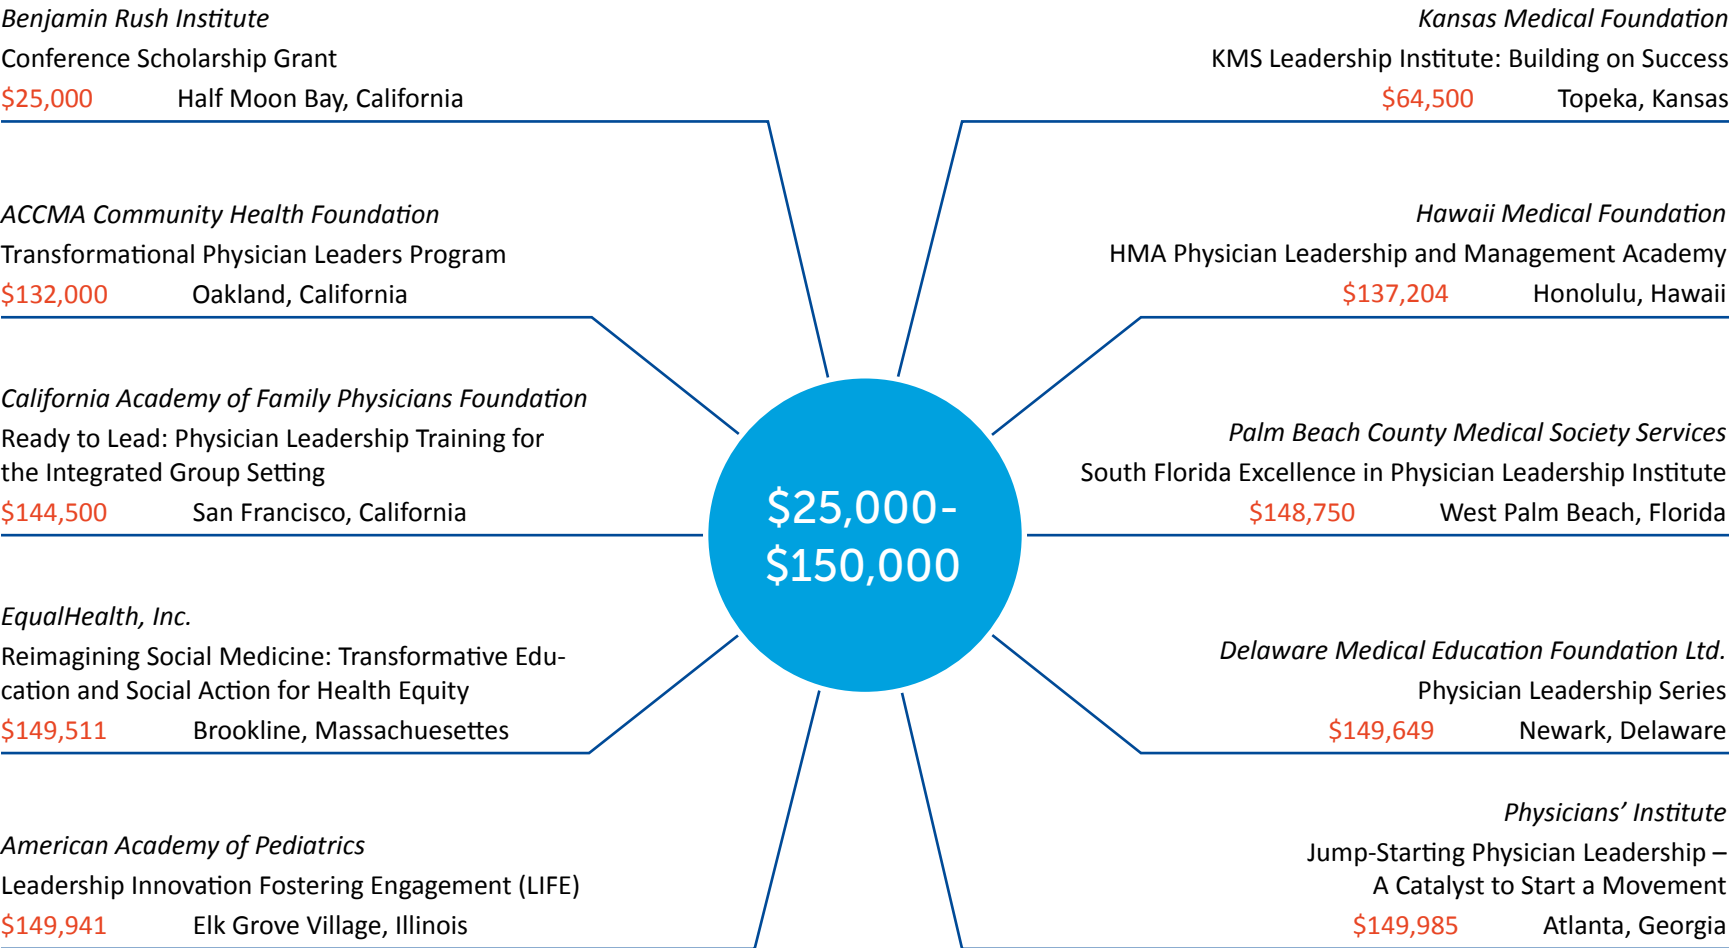 Benjamin Rush Institute
Conference Scholarship Grant
$25,000 Half Moon Bay, California
ACCMA Community Health Foundation
Transformational Physician Leaders Program
$132,000 Oakland, California
California Academy of Family Physicians Foundation
Ready to Lead: Physician Leadership Training for
the Integrated Group Setting
$144,500 San Francisco, California
EqualHealth, Inc.
Reimagining Social Medicine: Transformative Edu-
cation and Social Action for Health Equity
$149,511 Brookline, Massachuesettes
American Academy of Pediatrics
Leadership Innovation Fostering Engagement (LIFE)
$149,941 Elk Grove Village, Illinois
$25,000-
$150,000
Kansas Medical Foundation
KMS Leadership Institute: Building on Success
$64,500 Topeka, Kansas
Hawaii Medical Foundation
HMA Physician Leadership and Management Academy
$137,204 Honolulu, Hawaii
Palm Beach County Medical Society Services
South Florida Excellence in Physician Leadership Institute
$148,750 West Palm Beach, Florida
Delaware Medical Education Foundation Ltd.
Physician Leadership Series
$149,649 Newark, Delaware
Physicians’ Institute
Jump-Starting Physician Leadership –
A Catalyst to Start a Movement
$149,985 Atlanta, Georgia